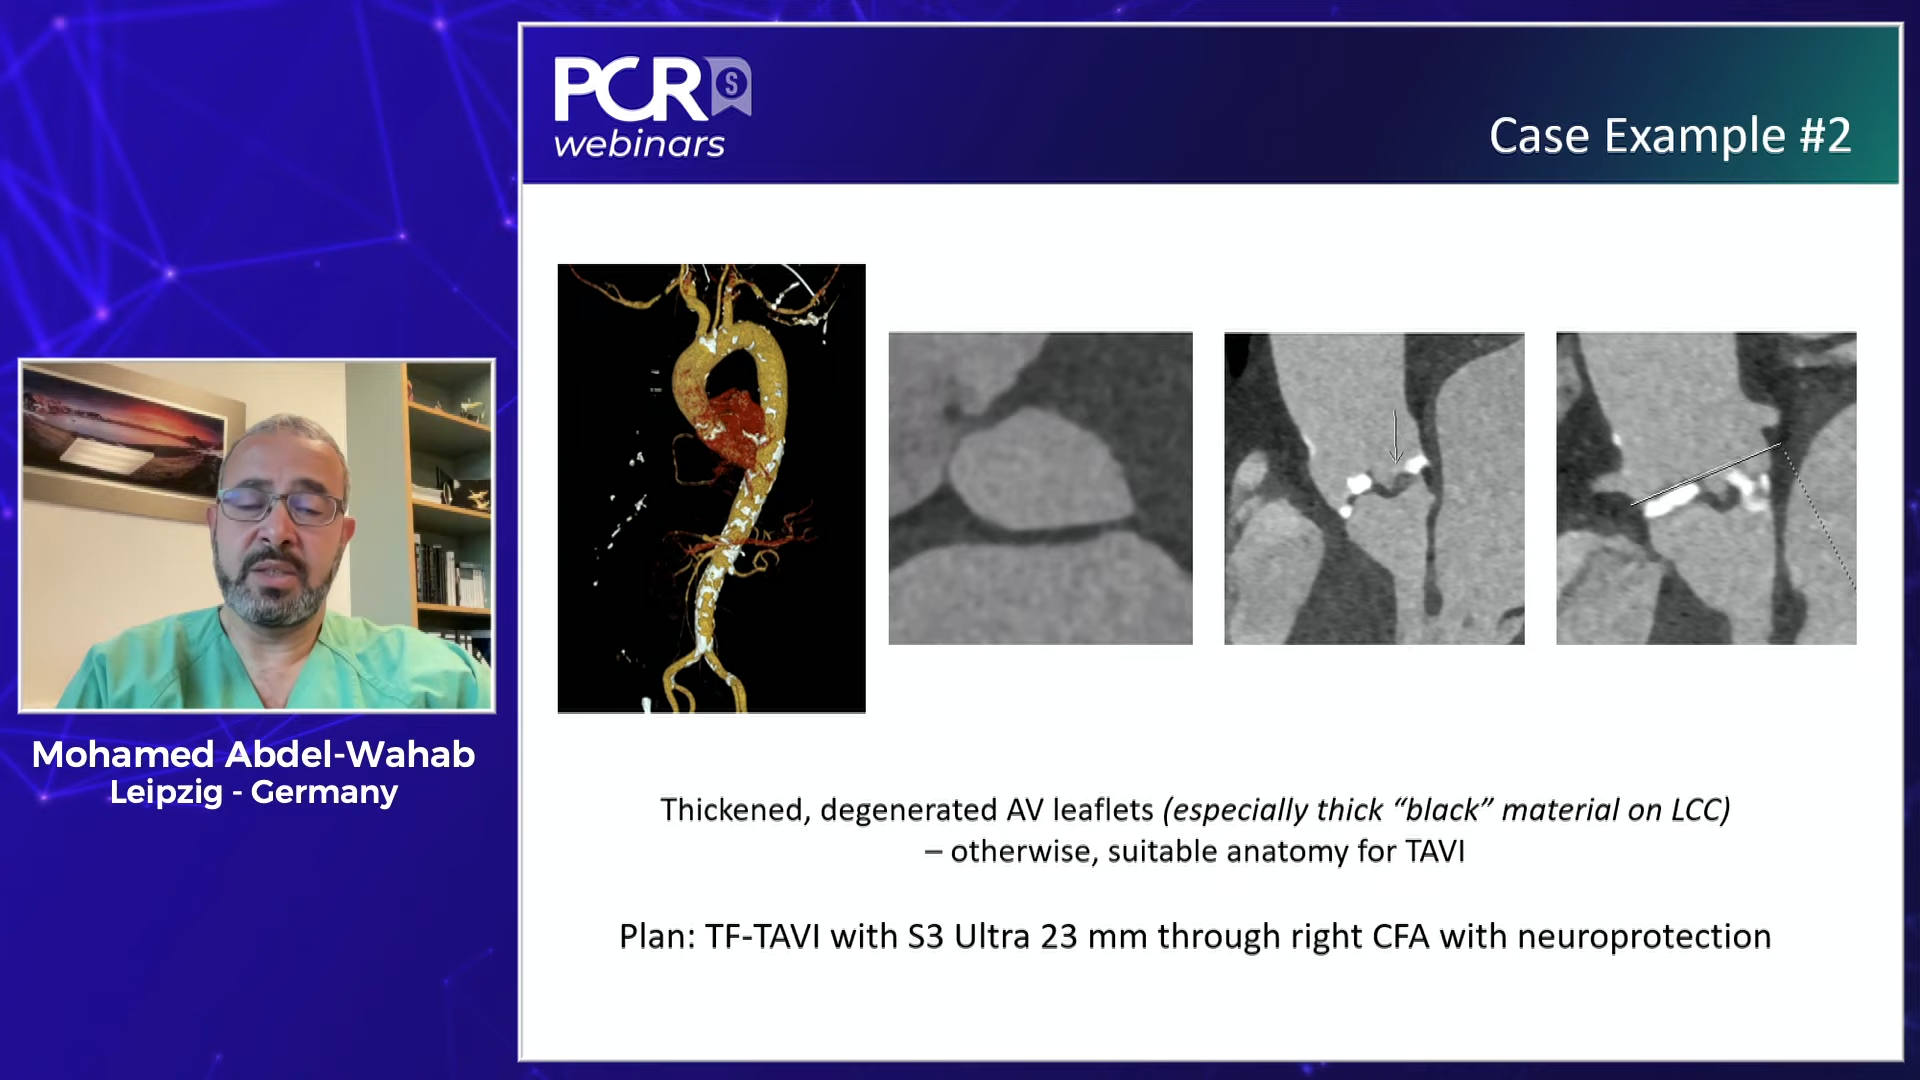 PCR S
webinars
Case Example #2
Mohamed Abdel-Wahab
Leipzig - Germany
Thickened, degenerated AV leaflets (especially thick “black” material on LCC)
– otherwise, suitable anatomy for TAVI
Plan: TF-TAVI with S3 Ultra 23 mm through right CFA with neuroprotection